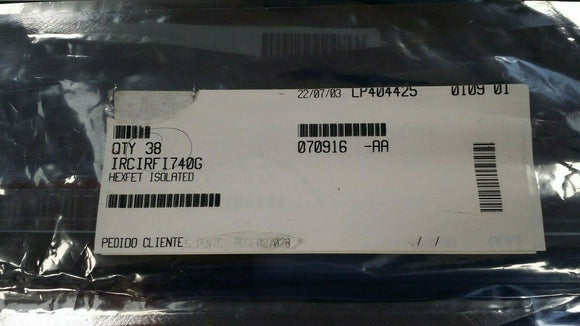 22/07/03 LP404425 0109 01
QTY 38
070916 -AA
IRCIRFI740G
HEXFET ISOLATED
PEDIDO CLIENTE: / /